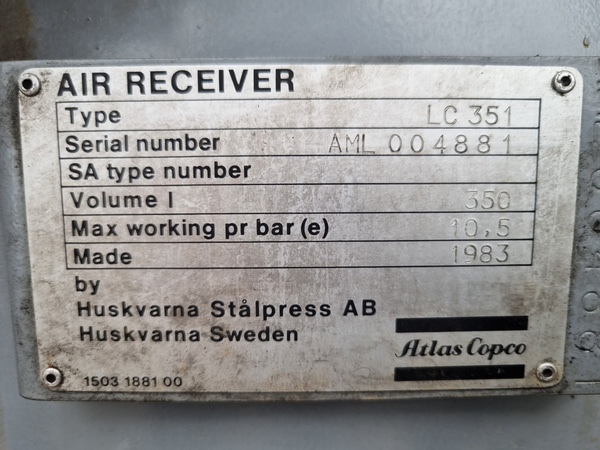 AIR RECEIVER
Type LC 351
Serial number AML 004881
SA type number
Volume l 350
Max working pr bar (e) 10,5
Made 1983
by
Huskvarna Stålpress AB
Huskvarna Sweden
Atlas Copco
1503 1881 00